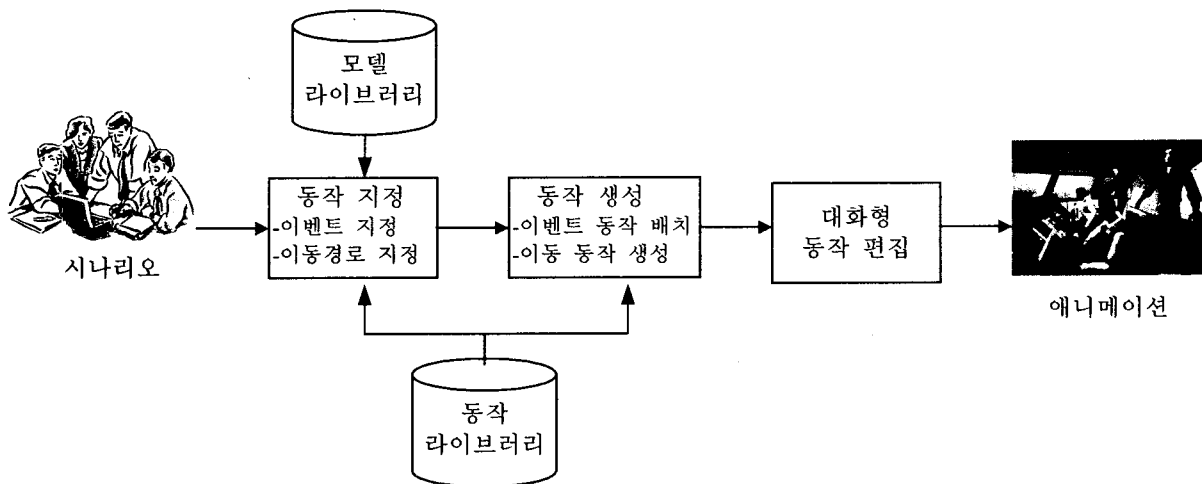 모델
라이브러리
시나리오
동작 지정
-이벤트 지정
-이동경로 지정
동작 생성
-이벤트 동작 배치
-이동 동작 생성
대화형
동작 편집
애니메이션
동작
라이브러리